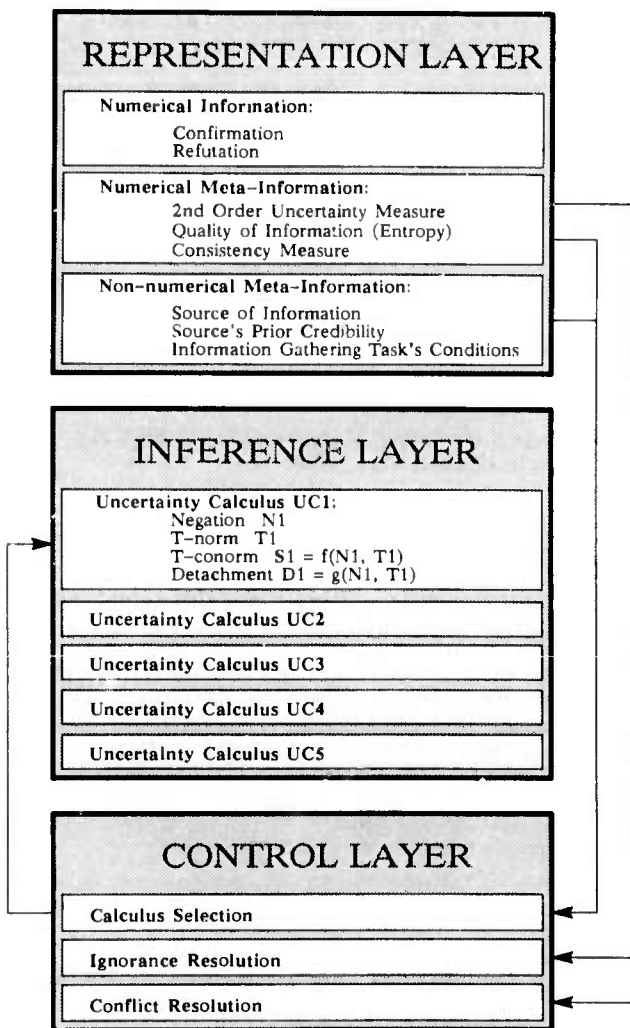 REPRESENTATION LAYER
Numerical Information:
Confirmation
Refutation
Numerical Meta-Information:
2nd Order Uncertainty Measure
Quality of Information (Entropy)
Consistency Measure
Non-numerical Meta-Information:
Source of Information
Source's Prior Credibility
Information Gathering Task's Conditions
INFERENCE LAYER
Uncertainty Calculus UC1:
Negation N1
T-norm T1
T-conorm S1 = f(N1, T1)
Detachment D1 = g(N1, T1)
Uncertainty Calculus UC2
Uncertainty Calculus UC3
Uncertainty Calculus UC4
Uncertainty Calculus UC5
CONTROL LAYER
Calculus Selection
Ignorance Resolution
Conflict Resolution